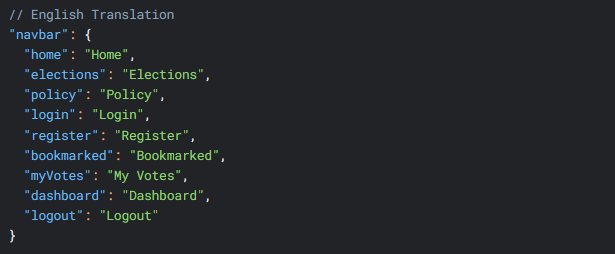 // English Translation
"navbar": {
  "home": "Home",
  "elections": "Elections",
  "policy": "Policy",
  "login": "Login",
  "register": "Register",
  "bookmarked": "Bookmarked",
  "myVotes": "My Votes",
  "dashboard": "Dashboard",
  "logout": "Logout"
}